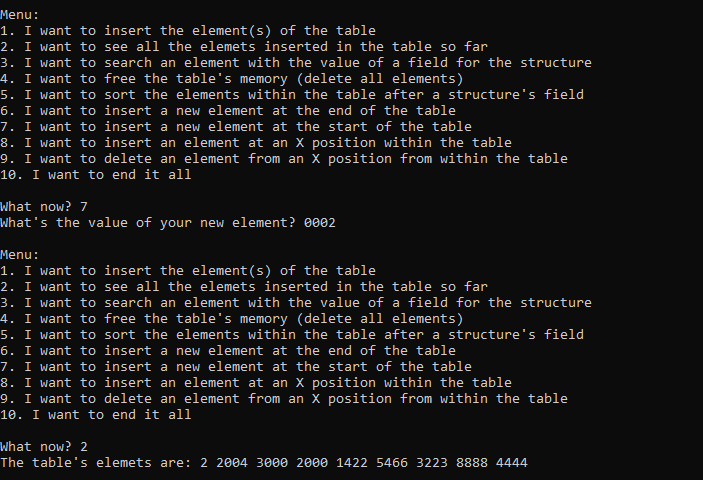 Menu:
1. I want to insert the element(s) of the table
2. I want to see all the elemets inserted in the table so far
3. I want to search an element with the value of a field for the structure
4. I want to free the table's memory (delete all elements)
5. I want to sort the elements within the table after a structure's field
6. I want to insert a new element at the end of the table
7. I want to insert a new element at the start of the table
8. I want to insert an element at an X position within the table
9. I want to delete an element from an X position from within the table
10. I want to end it all
What now? 7
What's the value of your new element? 0002
Menu:
1. I want to insert the element(s) of the table
2. I want to see all the elemets inserted in the table so far
3. I want to search an element with the value of a field for the structure
4. I want to free the table's memory (delete all elements)
5. I want to sort the elements within the table after a structure's field
6. I want to insert a new element at the end of the table
7. I want to insert a new element at the start of the table
8. I want to insert an element at an X position within the table
9. I want to delete an element from an X position from within the table
10. I want to end it all
What now? 2
The table's elemets are: 2 2004 3000 2000 1422 5466 3223 8888 4444